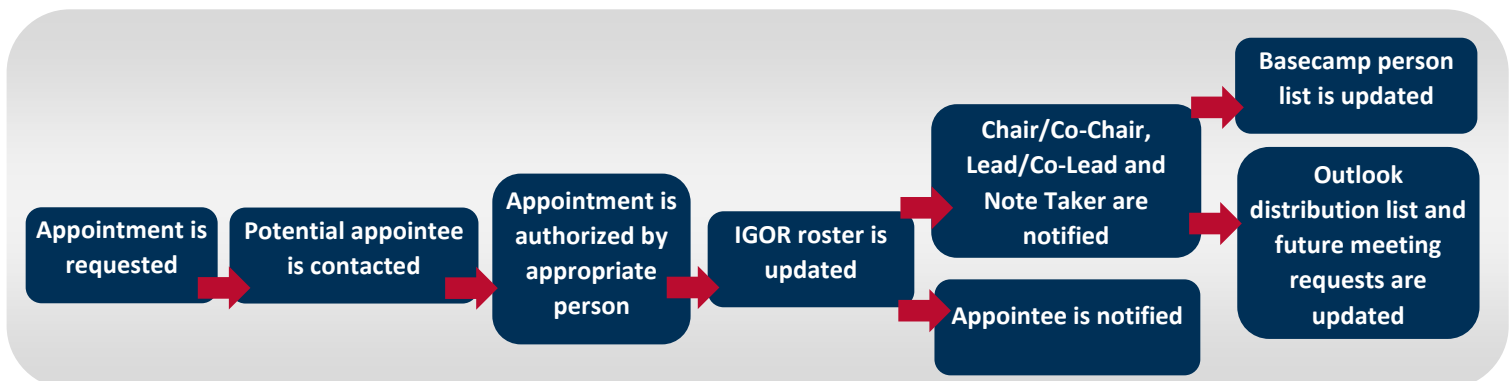 Appointment is
requested
Potential appointee
is contacted
Appointment is
authorized by
appropriate
person
IGOR roster is
updated
Chair/Co-Chair,
Lead/Co-Lead and
Note Taker are
notified
Appointee is notified
Basecamp person
list is updated
Outlook
distribution list and
future meeting
requests are
updated